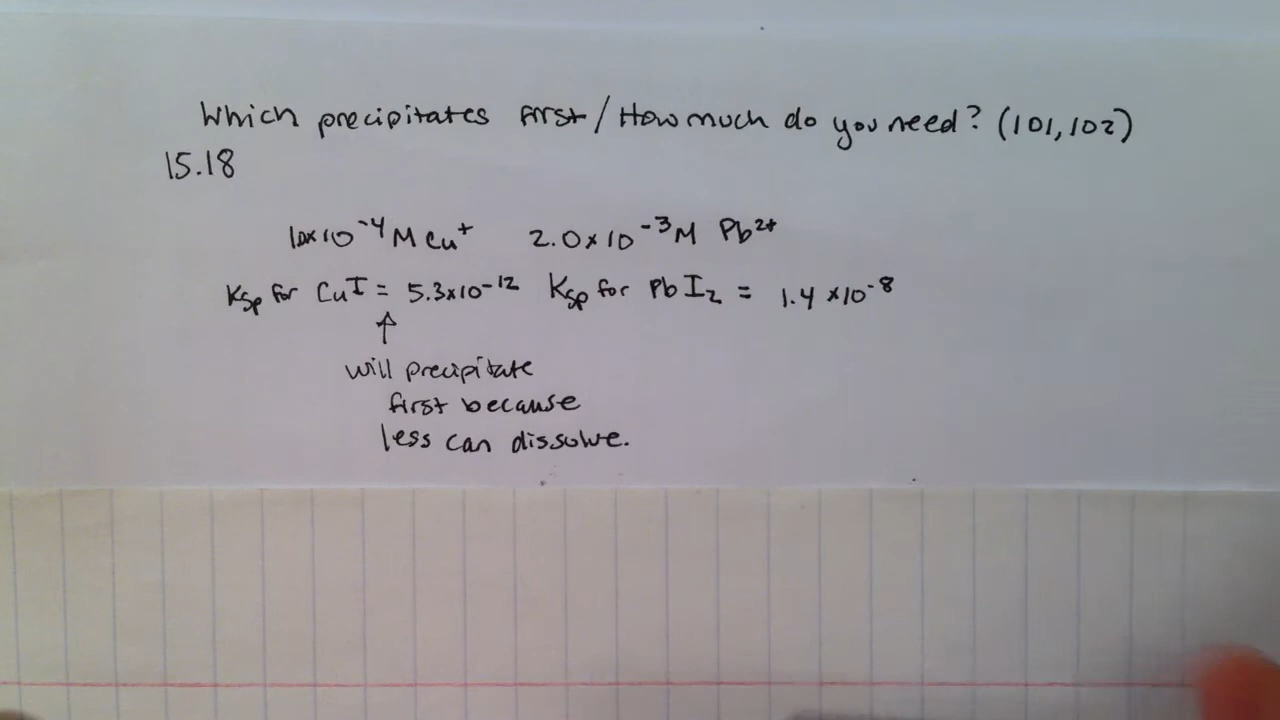 Which precipitates first/How much do you need? (101,102)
15.18
1.0x10⁻⁴ M Cu⁺ 2.0x10⁻³M Pb²⁺
Ksp for CuI = 5.3x10⁻¹² Ksp for PbI₂ = 1.4x10⁻⁸
↑
will precipitate
first because
less can dissolve.